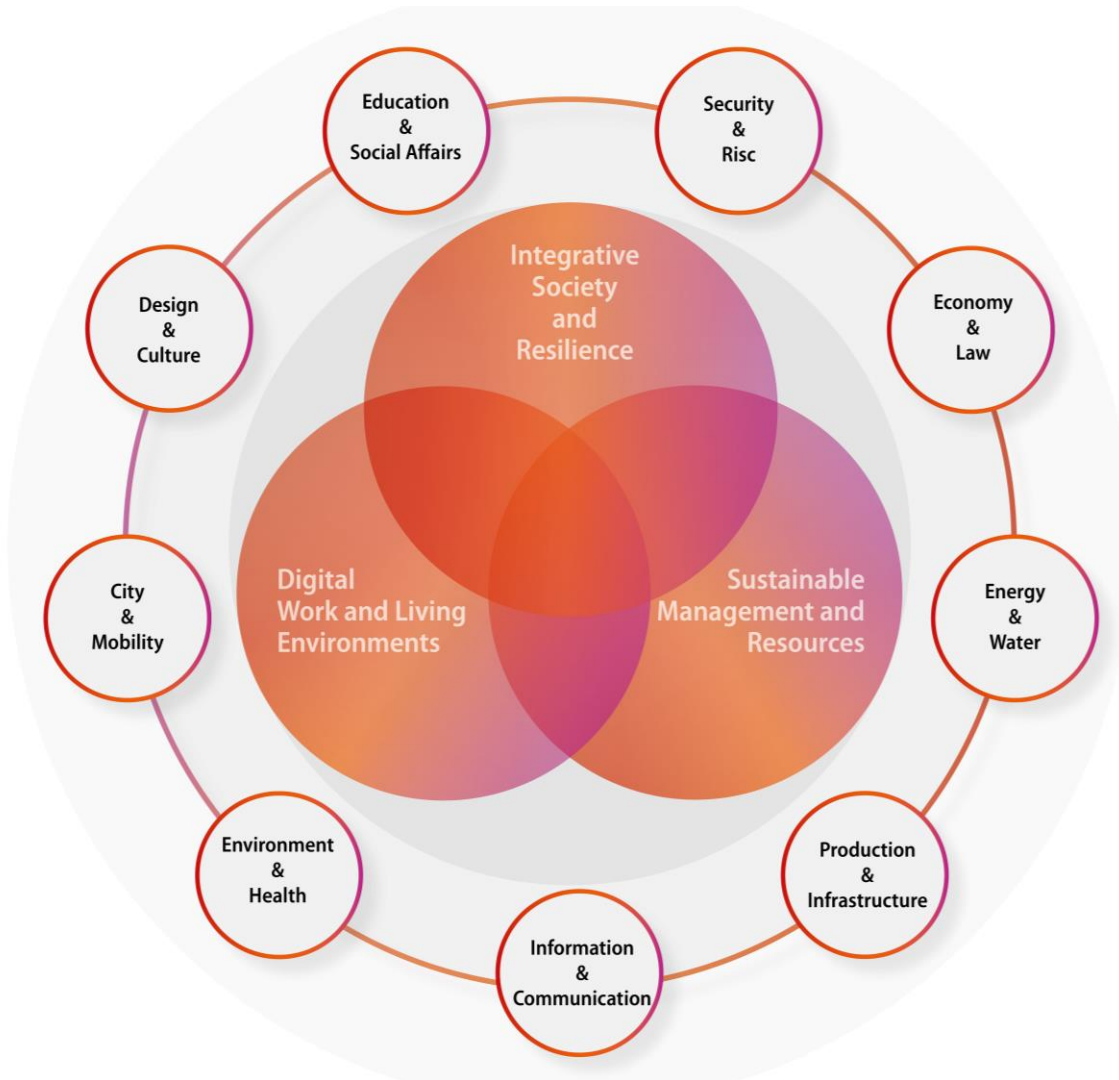 Education
&
Social Affairs
Security
&
Risc
Design
&
Culture
Integrative
Society
and
Resilience
Economy
&
Law
City
&
Mobility
Digital
Work and Living
Environments
Sustainable
Management and
Resources
Energy
&
Water
Environment
&
Health
Production
&
Infrastructure
Information
&
Communication